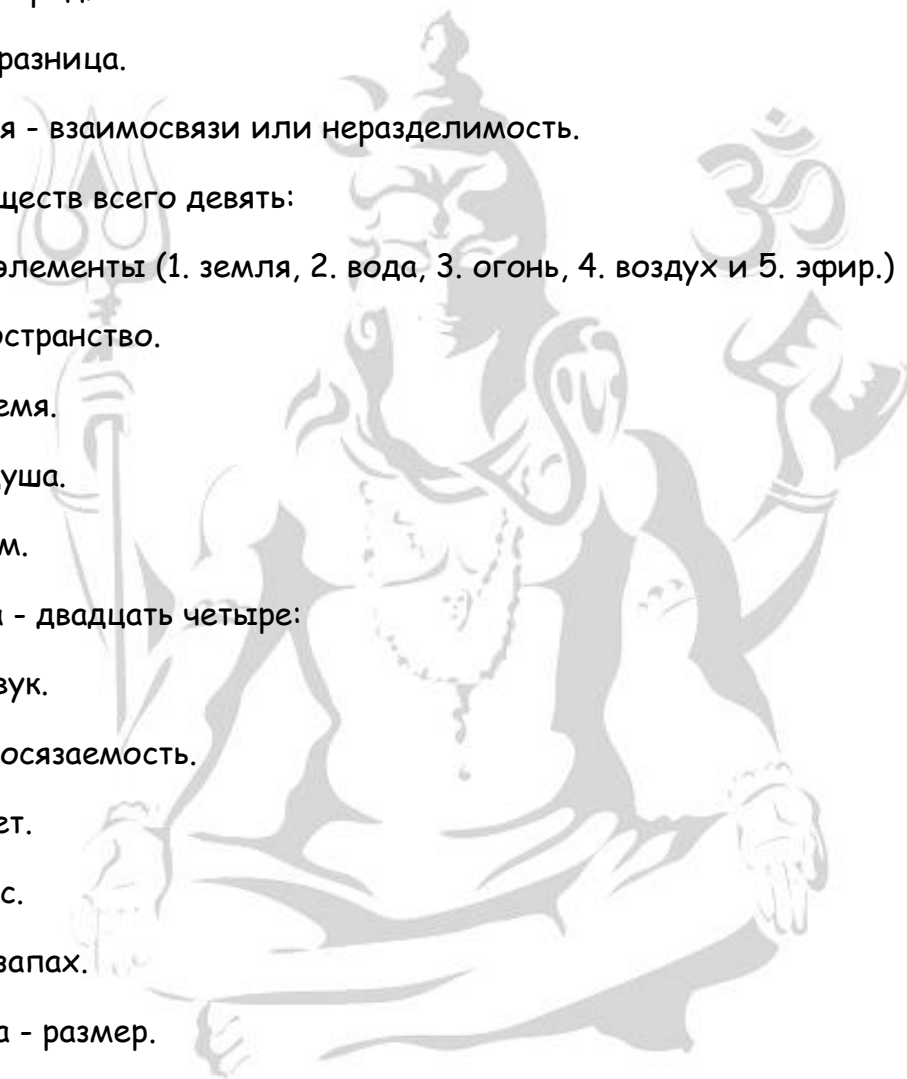 разница.
я - взаимосвязи или неразделимость.
ществ всего девять:
элементы (1. земля, 2. вода, 3. огонь, 4. воздух и 5. эфир.)
остранство.
емя.
уша.
м.
а - двадцать четыре:
вук.
осязаемость.
ет.
с.
запах.
а - размер.
ॐ